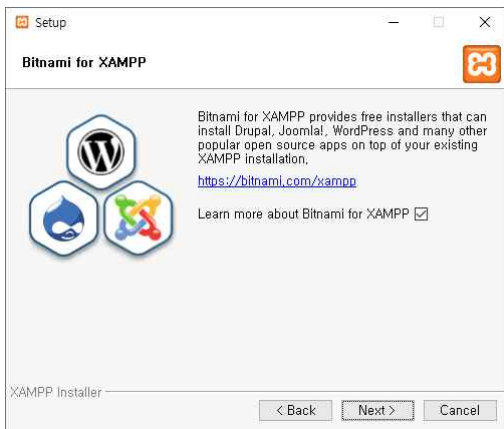 Setup
Bitnami for XAMPP
Bitnami for XAMPP provides free installers that can
install Drupal, Joomla!, WordPress and many other
popular open source apps on top of your existing
XAMPP installation.
https://bitnami.com/xampp
Learn more about Bitnami for XAMPP
XAMPP Installer
< Back
Next >
Cancel